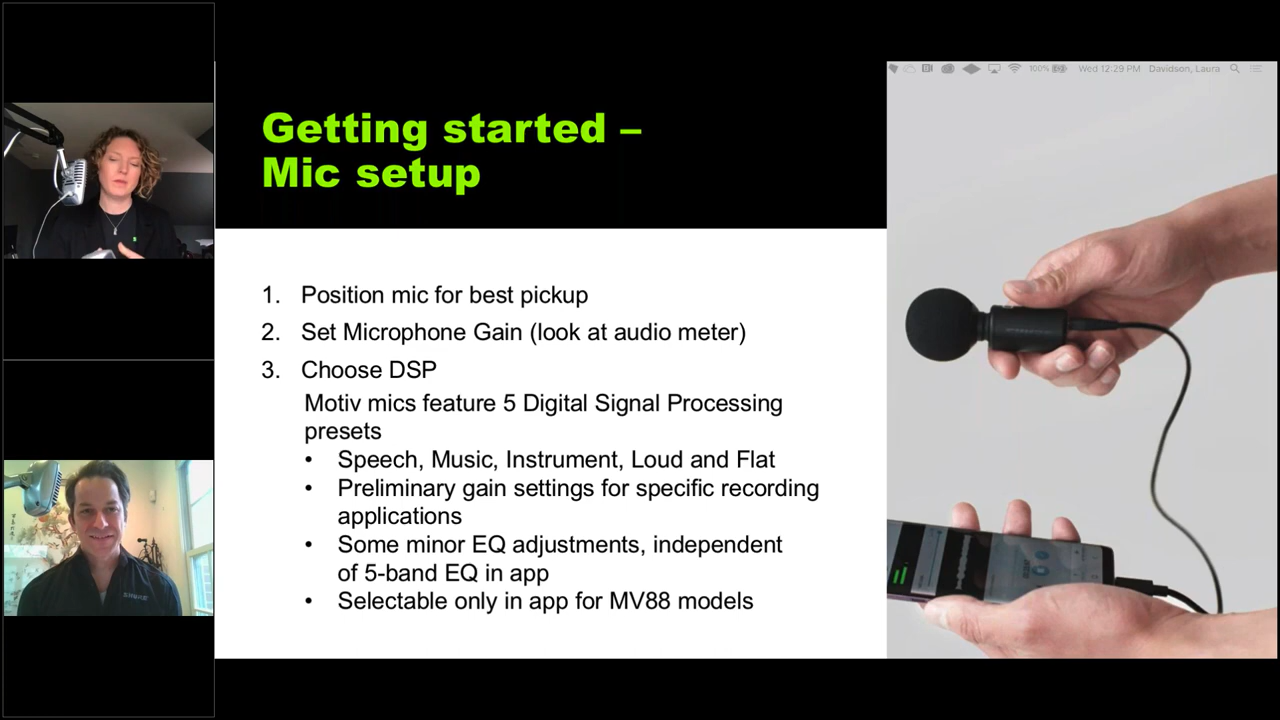 100% Wed 12:29 PM Davidson, Laura
Getting started –
Mic setup
1. Position mic for best pickup
2. Set Microphone Gain (look at audio meter)
3. Choose DSP
Motiv mics feature 5 Digital Signal Processing
presets
• Speech, Music, Instrument, Loud and Flat
• Preliminary gain settings for specific recording
applications
• Some minor EQ adjustments, independent
of 5-band EQ in app
• Selectable only in app for MV88 models
SHURE